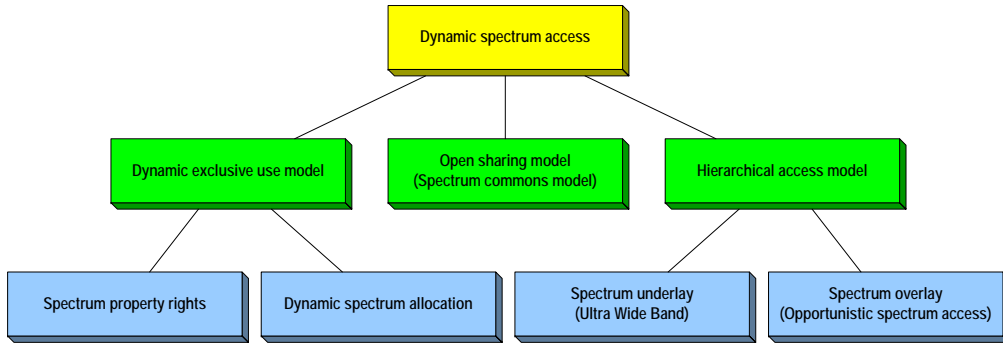 Dynamic spectrum access
Dynamic exclusive use model
Open sharing model
(Spectrum commons model)
Hierarchical access model
Spectrum property rights
Dynamic spectrum allocation
Spectrum underlay
(Ultra Wide Band)
Spectrum overlay
(Opportunistic spectrum access)